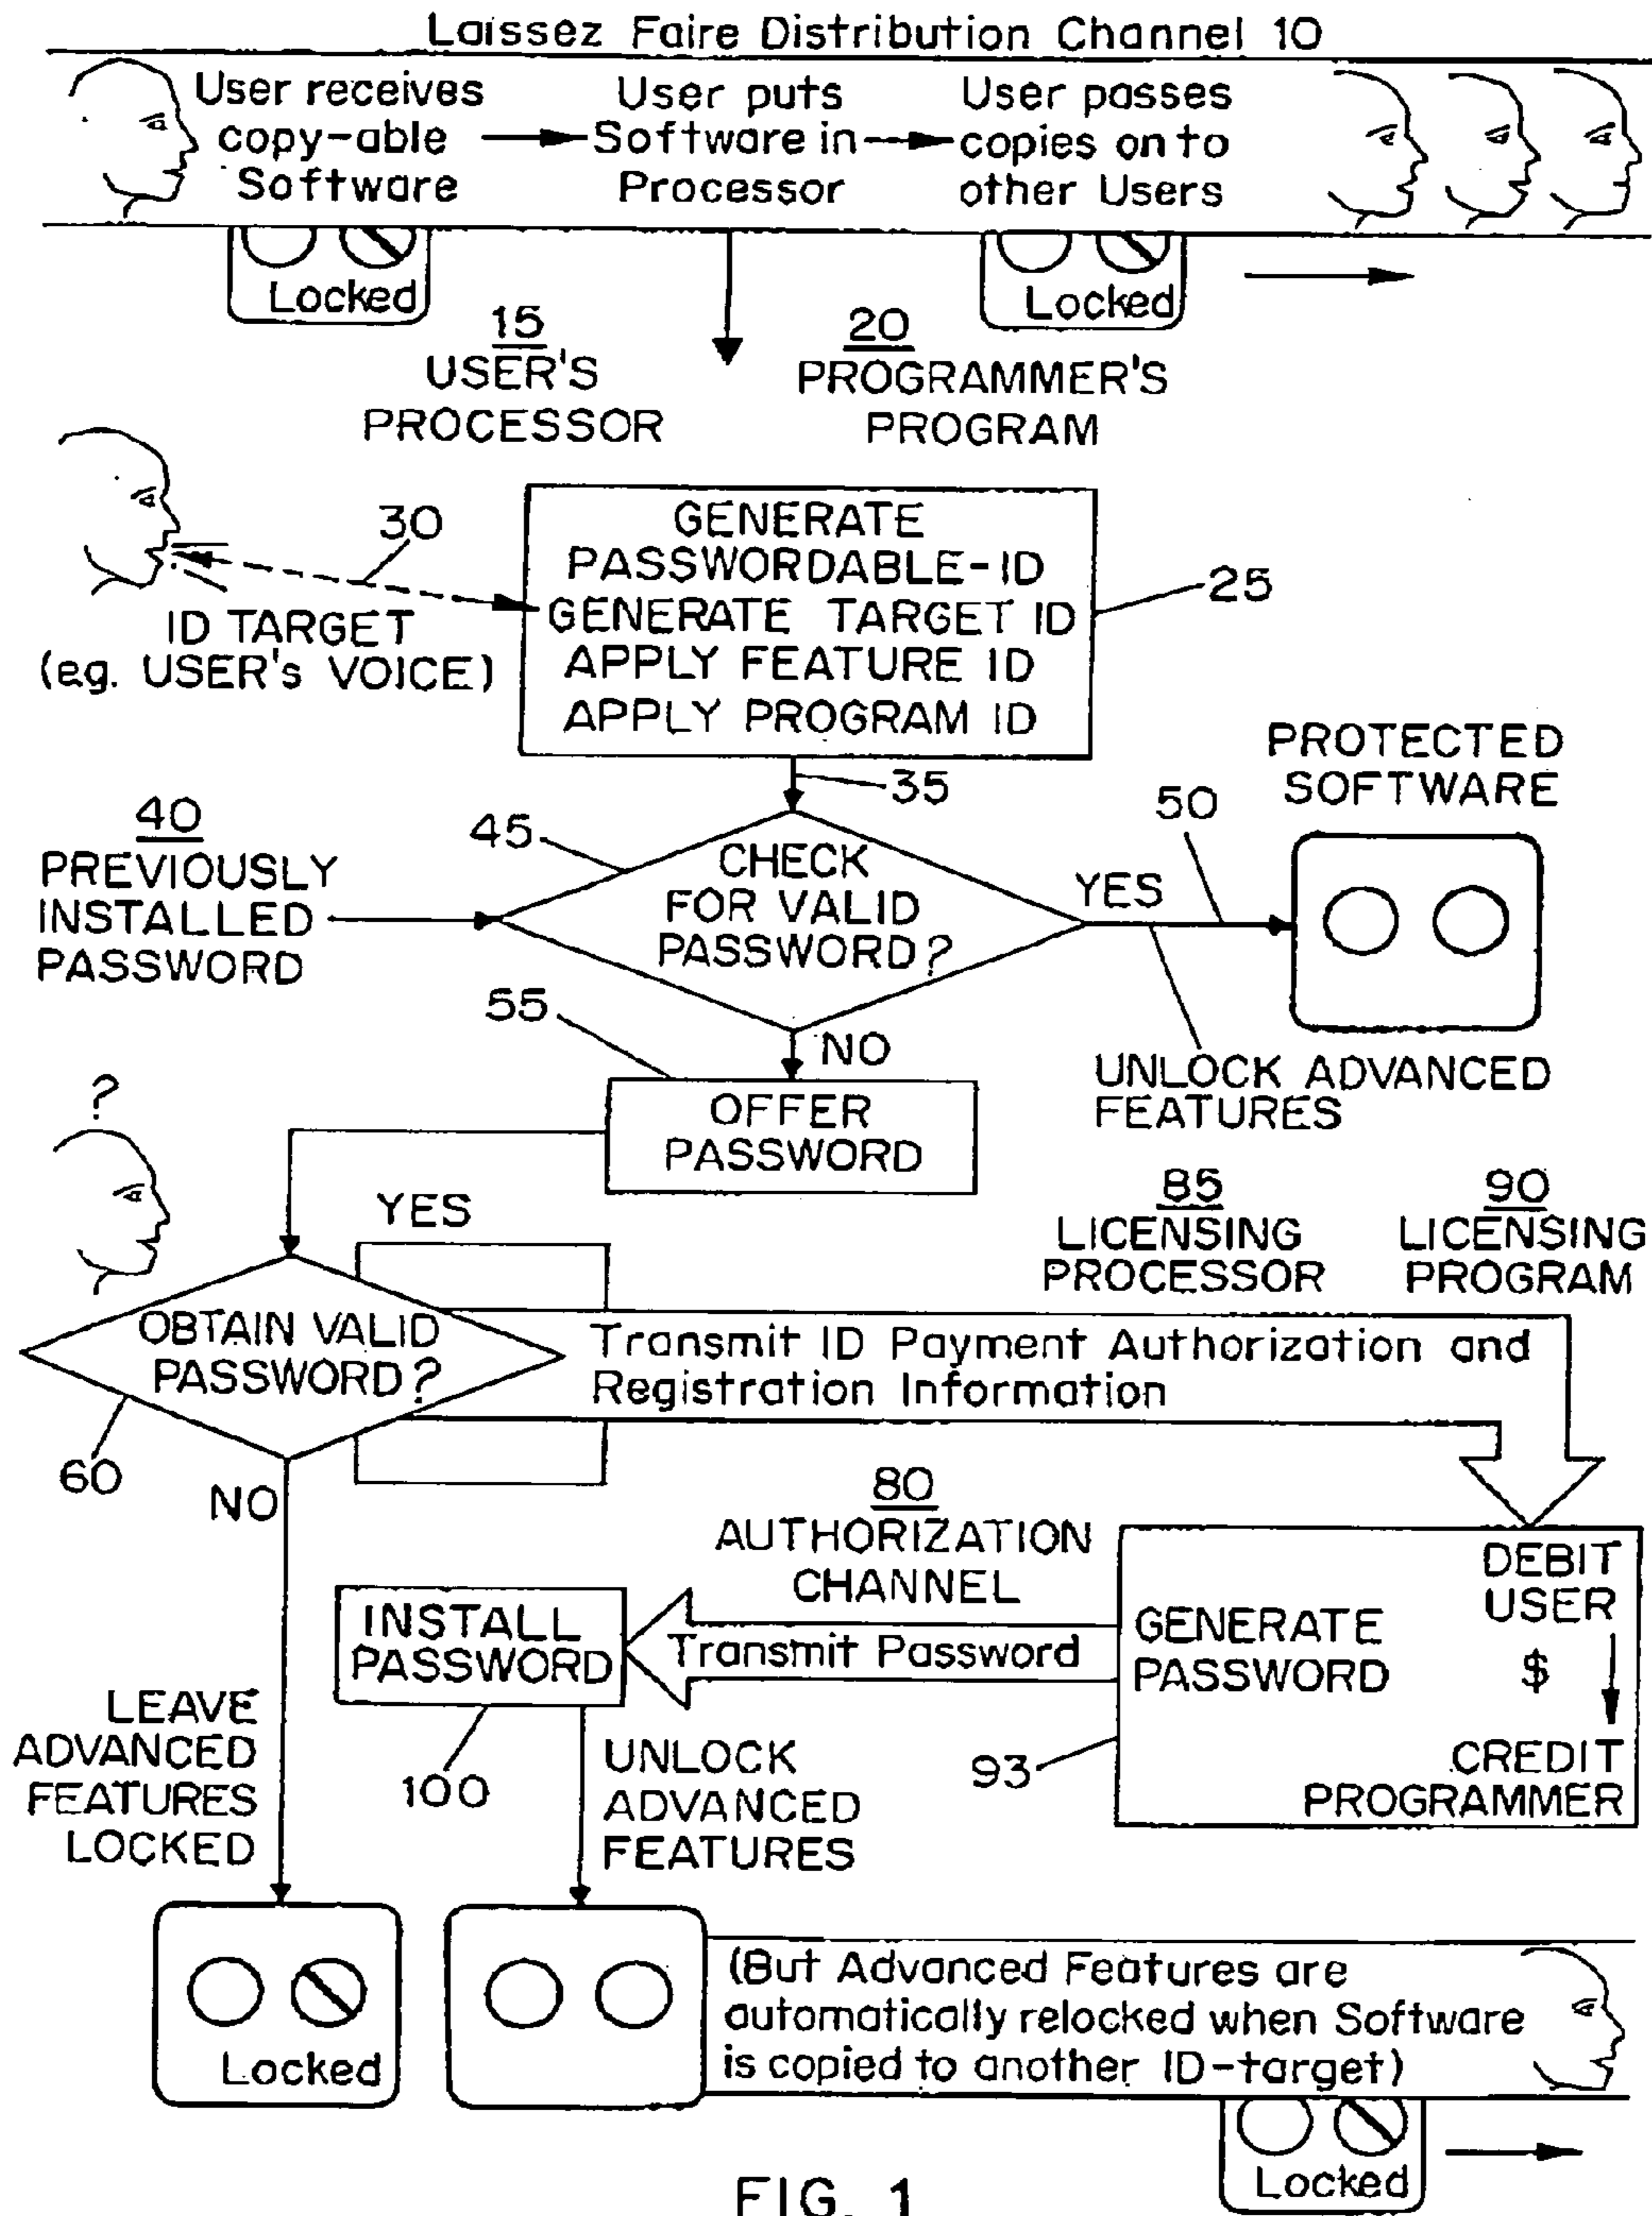 Laissez Faire Distribution Channel 10
User receives
copy-able
Software
User puts
Software in
Processor
User passes
copies on to
other Users
Locked
Locked
15
USER'S
PROCESSOR
20
PROGRAMMER'S
PROGRAM
30
ID TARGET
(e.g. USER's VOICE)
GENERATE
PASSWORDABLE-ID
GENERATE TARGET ID
APPLY FEATURE ID
APPLY PROGRAM ID
25
35
40
PREVIOUSLY
INSTALLED
PASSWORD
45
CHECK
FOR VALID
PASSWORD?
YES
50
PROTECTED
SOFTWARE
UNLOCK ADVANCED
FEATURES
NO
55
OFFER
PASSWORD
?
YES
85
LICENSING
PROCESSOR
90
LICENSING
PROGRAM
OBTAIN VALID
PASSWORD?
60
Transmit ID Payment Authorization and
Registration Information
NO
80
AUTHORIZATION
CHANNEL
INSTALL
PASSWORD
Transmit Password
GENERATE
PASSWORD
DEBIT
USER
$
CREDIT
PROGRAMMER
93
100
LEAVE
ADVANCED
FEATURES
LOCKED
UNLOCK
ADVANCED
FEATURES
Locked
(But Advanced Features are
automatically relocked when Software
is copied to another ID-target)
Locked
FIG. 1